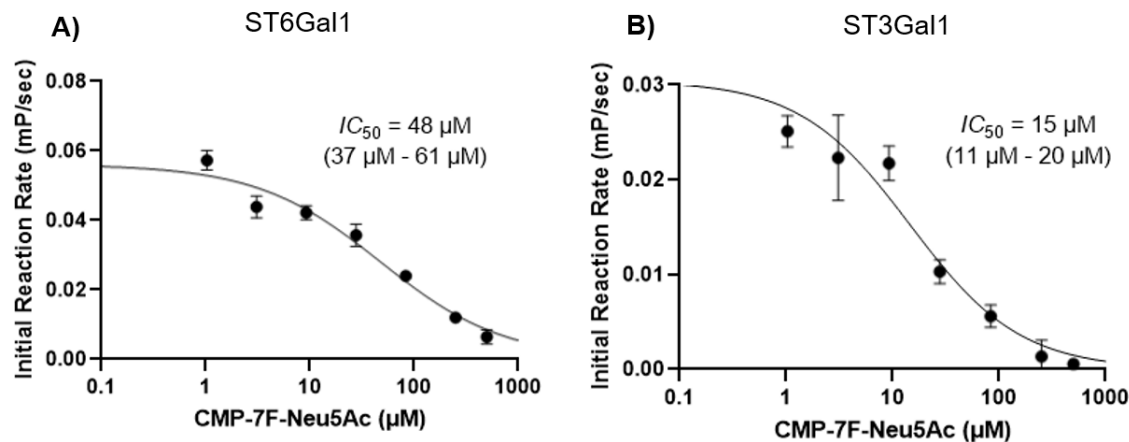 A)
ST6Gal1
Initial Reaction Rate (mP/sec)
0.08
0.06
0.04
0.02
0.00
IC50 = 48 µM
(37 µM - 61 µM)
0.1 1 10 100 1000
CMP-7F-Neu5Ac (µM)
B)
ST3Gal1
Initial Reaction Rate (mP/sec)
0.03
0.02
0.01
0.00
IC50 = 15 µM
(11 µM - 20 µM)
0.1 1 10 100 1000
CMP-7F-Neu5Ac (µM)